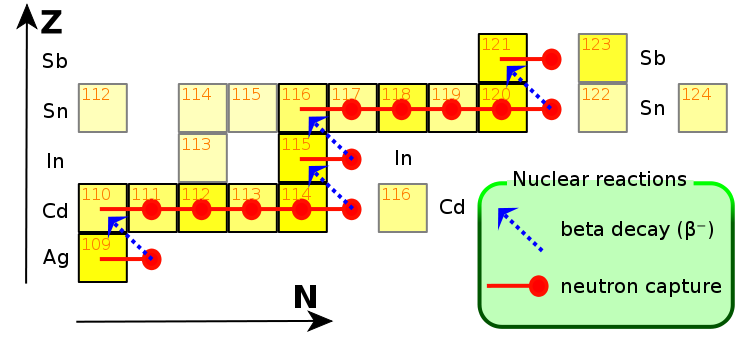 Z
121 123
Sb Sb
112 114 115 116 117 118 119 120 122 124
Sn Sn
113 115
In In
110 111 112 113 114 116
Cd Cd
109
Ag
N
Nuclear reactions
beta decay (β⁻)
neutron capture